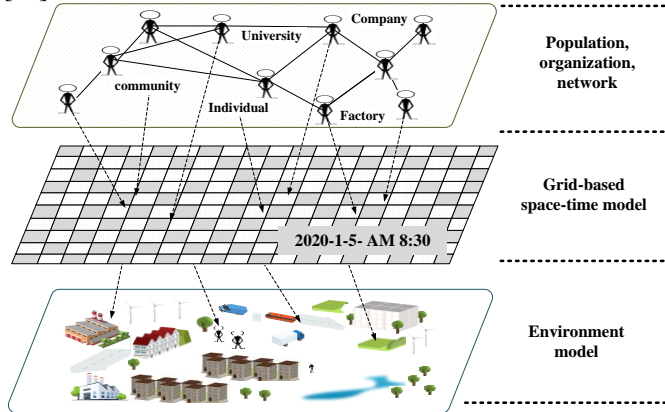 University
Company
community
Individual
Factory
Population,
organization,
network
2020-1-5- AM 8:30
Grid-based
space-time model
Environment
model